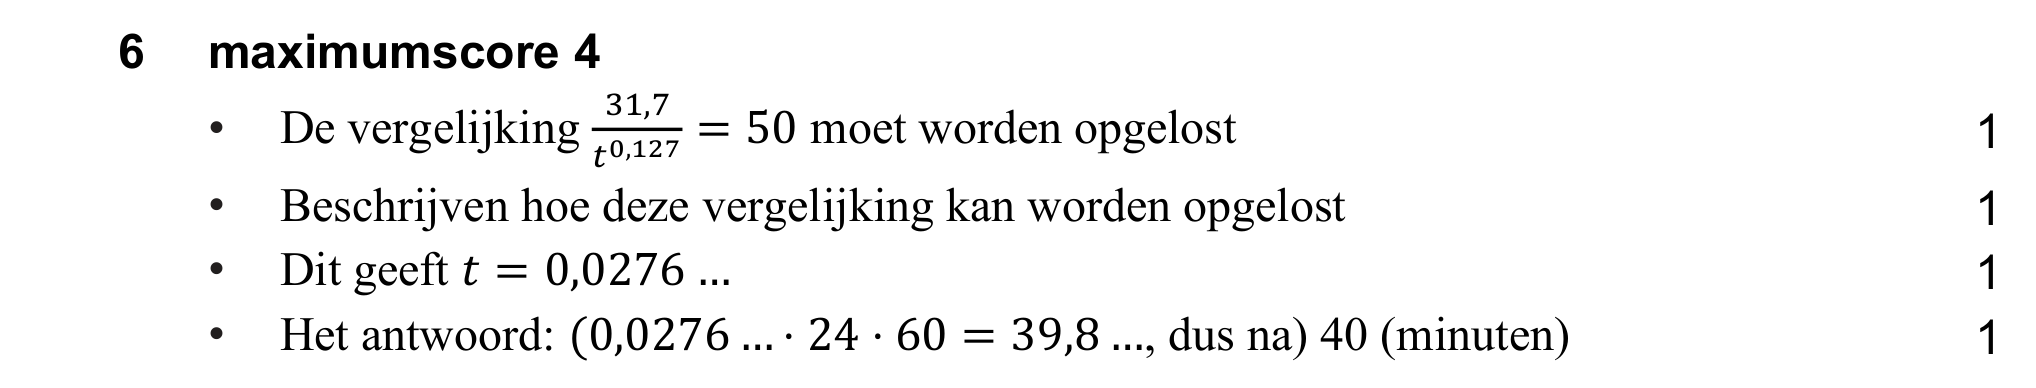 6 maximumscore 4
• De vergelijking 31,7/t^0,127 = 50 moet worden opgelost 1
• Beschrijven hoe deze vergelijking kan worden opgelost 1
• Dit geeft t = 0,0276 ... 1
• Het antwoord: (0,0276 ... · 24 · 60 = 39,8 ..., dus na) 40 (minuten) 1